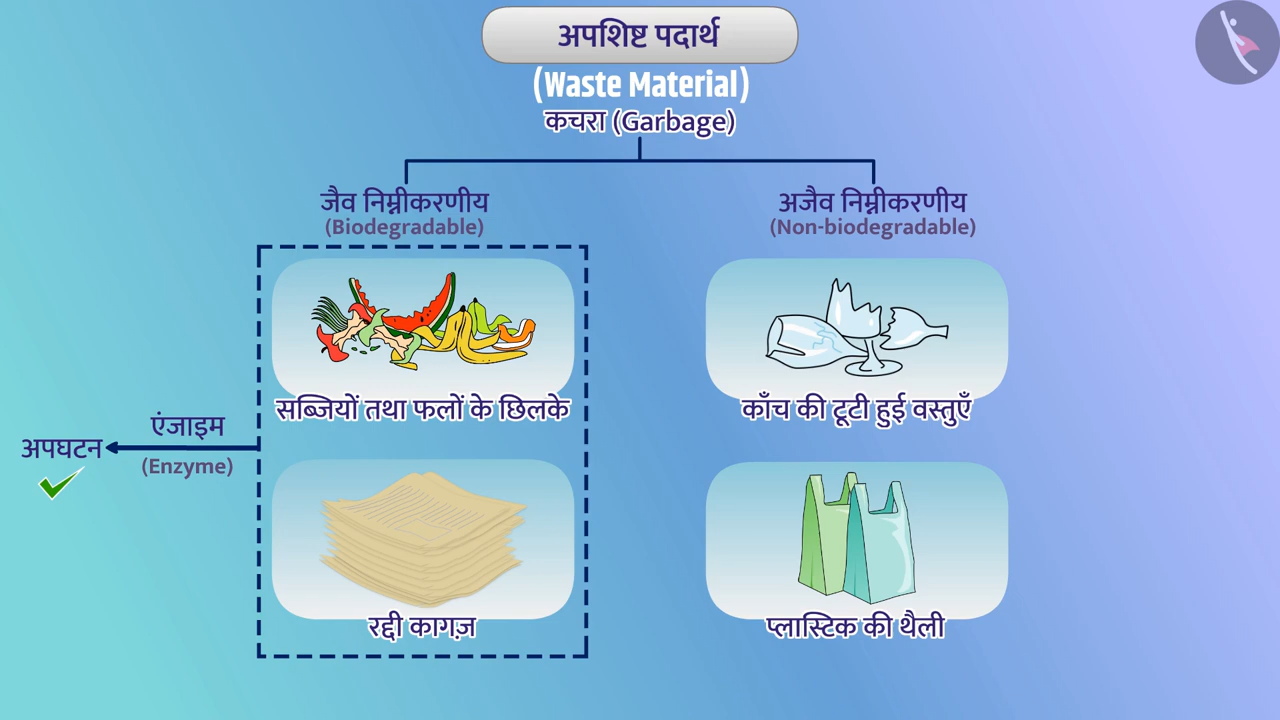 अपशिष्ट पदार्थ
(Waste Material)
कचरा (Garbage)
जैव निम्नीकरणीय
(Biodegradable)
अजैव निम्नीकरणीय
(Non-biodegradable)
सब्जियों तथा फलों के छिलके
काँच की टूटी हुई वस्तुएँ
एंजाइम
(Enzyme)
अपघटन
रद्दी कागज़
प्लास्टिक की थैली